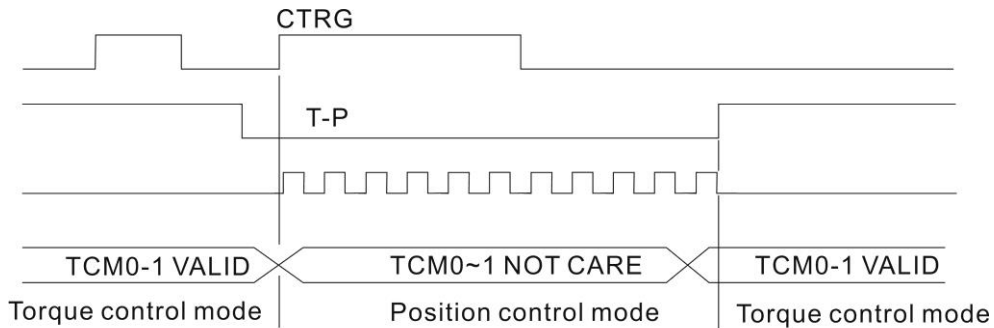 CTRG
T-P
TCM0-1 VALID
TCM0~1 NOT CARE
TCM0-1 VALID
Torque control mode
Position control mode
Torque control mode